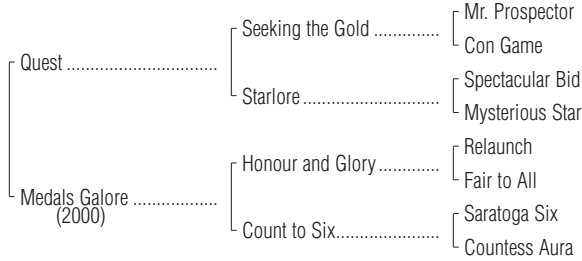 Mr. Prospector
Seeking the Gold ..............
Con Game
Quest ................................
Spectacular Bid
Starlore .............................
Mysterious Star
Relaunch
Honour and Glory .............
Fair to All
Medals Galore ..................
(2000)
Saratoga Six
Count to Six......................
Countess Aura